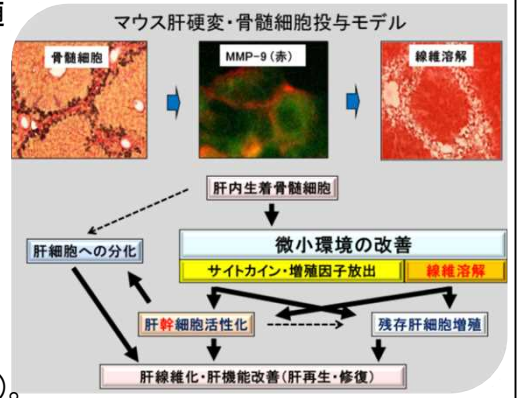 マウス肝硬変・骨髄細胞投与モデル
骨髄細胞
MMP-9(赤)
線維溶解
肝内生着骨髄細胞
微小環境の改善
肝細胞への分化
サイトカイン・増殖因子放出
線維溶解
肝幹細胞活性化
残存肝細胞増殖
肝線維化・肝機能改善(肝再生・修復)
)。